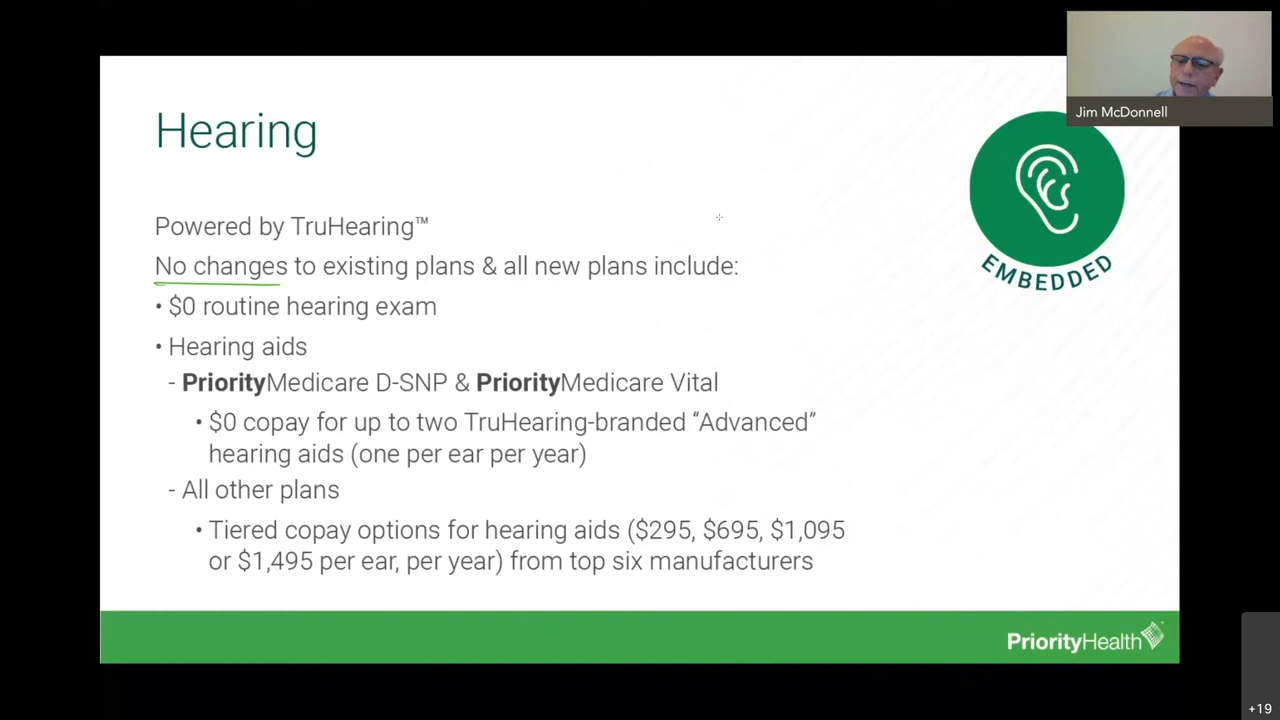 Jim McDonnell
Hearing
EMBEDDED
Powered by TruHearing™
No changes to existing plans & all new plans include:
• $0 routine hearing exam
• Hearing aids
- PriorityMedicare D-SNP & PriorityMedicare Vital
• $0 copay for up to two TruHearing-branded “Advanced”
hearing aids (one per ear per year)
- All other plans
• Tiered copay options for hearing aids ($295, $695, $1,095
or $1,495 per ear, per year) from top six manufacturers
PriorityHealth
+19